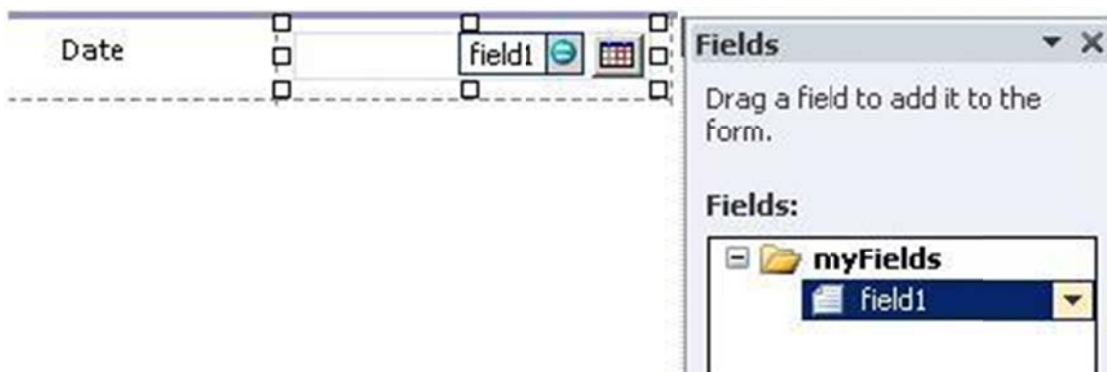 Date
field1
Fields
Drag a field to add it to the
form.
Fields:
myFields
field1